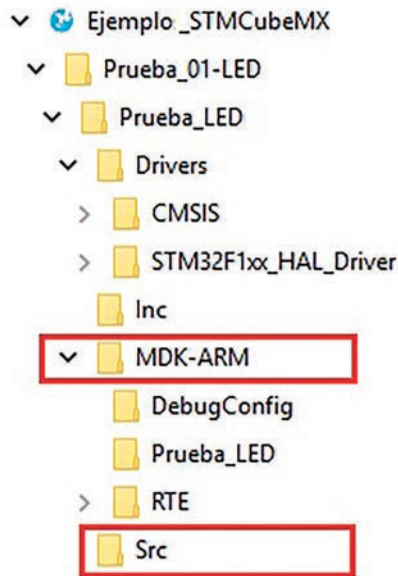 Ejemplo_STMCubeMX
Prueba_01-LED
Prueba_LED
Drivers
CMSIS
STM32F1xx_HAL_Driver
Inc
MDK-ARM
DebugConfig
Prueba_LED
RTE
Src